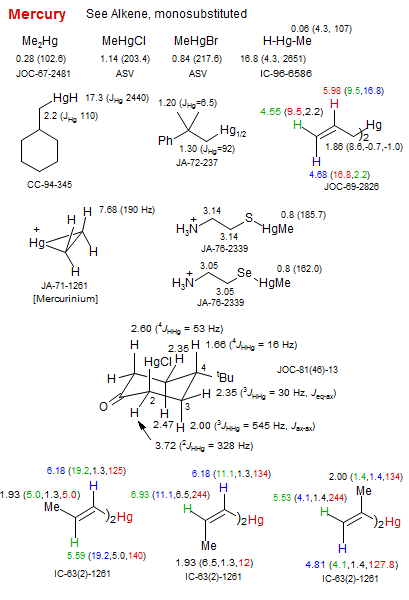 Mercury See Alkene, monosubstituted
0.06 (4.3, 107)
Me2Hg MeHgCl MeHgBr H-Hg-Me
0.28 (102.6) 1.14 (203.4) 0.84 (217.6) 16.8 (4.3, 2651)
JOC-67-2481 ASV ASV IC-96-6586
HgH 17.3 (JHg 2440)
2.2 (JHg 110)
CC-94-345
1.20 (JHg=6.5)
Ph Hg1/2
1.30 (JHg=92)
JA-72-237
5.98 (9.5,16.8)
4.55 (9.5,2.2) H
H )2 Hg
H 1.86 (8.6,-0.7,-1.0)
4.68 (16.8,2.2)
JOC-69-2826
H H 7.68 (190 Hz)
+
Hg H
H
JA-71-1261
[Mercurinium]
3.14 S 0.8 (185.7)
+
H3N 3.14 HgMe
JA-76-2339
3.05 Se 0.8 (162.0)
+
H3N 3.05 HgMe
JA-76-2339
2.60 (4JHHg = 53 Hz)
H 2.35 H H 1.66 (4JHHg = 16 Hz)
HgCl 4 tBu JOC-81(46)-13
H H 2.35 (3JHHg = 30 Hz, Jeq-ax)
O 2 3
H 2.47 H H 2.00 (3JHHg = 545 Hz, Jax-ax)
3.72 (2JHHg = 328 Hz)
6.18 (19.2,1.3,125)
1.93 (5.0,1.3,5.0) H
Me )2Hg
H
5.59 (19.2,5.0,140)
IC-63(2)-1261
6.18 (11.1,1.3,134)
6.93 (11.1,6.5,244) H
H )2Hg
Me
1.93 (6.5,1.3,12)
IC-63(2)-1261
2.00 (1.4,1.4,134)
5.53 (4.1,1.4,244) Me
H )2Hg
H
4.81 (4.1,1.4,127.8)
IC-63(2)-1261